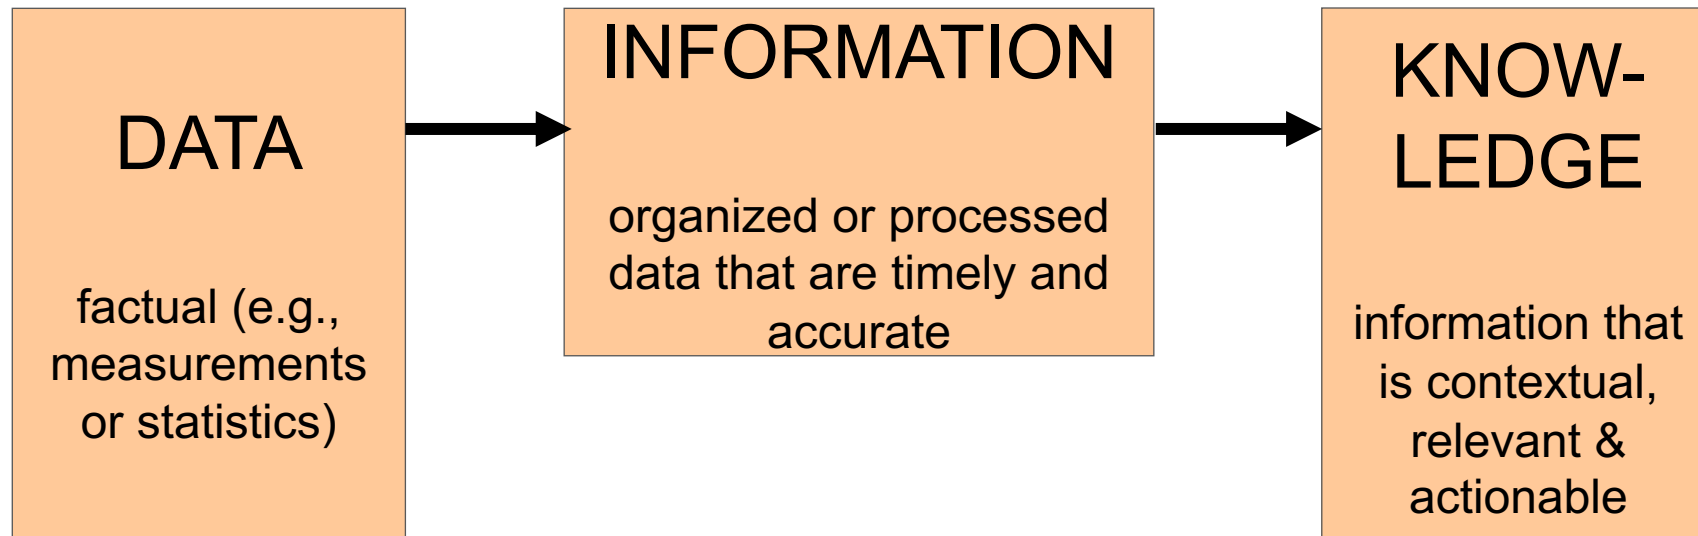 DATA
factual (e.g.,
measurements
or statistics)
INFORMATION
organized or processed
data that are timely and
accurate
KNOW-
LEDGE
information that
is contextual,
relevant &
actionable